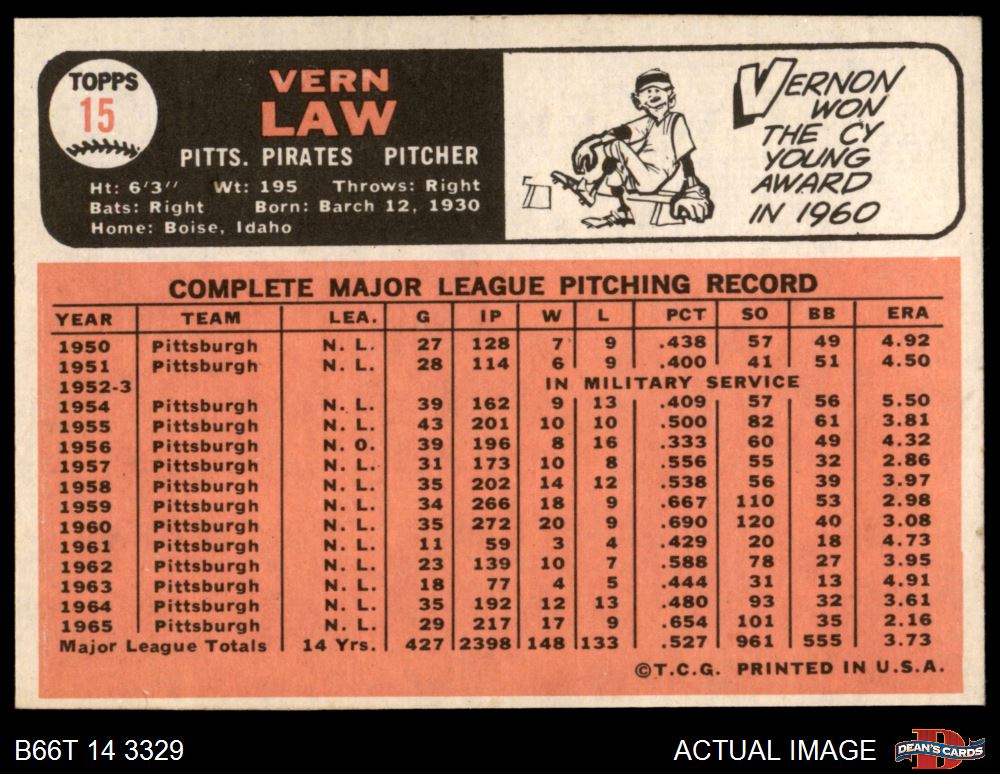 TOPPS
15
VERN
LAW
PITTS. PIRATES PITCHER
Ht: 6'3" Wt: 195 Throws: Right
Bats: Right Born: Barch 12, 1930
Home: Boise, Idaho
VERNON
WON
THE CY
YOUNG
AWARD
IN 1960
COMPLETE MAJOR LEAGUE PITCHING RECORD
YEAR TEAM LEA. G IP W L PCT SO BB ERA
1950 Pittsburgh N. L. 27 128 7 9 .438 57 49 4.92
1951 Pittsburgh N. L. 28 114 6 9 .400 41 51 4.50
1952-3 IN MILITARY SERVICE
1954 Pittsburgh N. L. 39 162 9 13 .409 57 56 5.50
1955 Pittsburgh N. L. 43 201 10 10 .500 82 61 3.81
1956 Pittsburgh N. O. 39 196 8 16 .333 60 49 4.32
1957 Pittsburgh N. L. 31 173 10 8 .556 55 32 2.86
1958 Pittsburgh N. L. 35 202 14 12 .538 56 39 3.97
1959 Pittsburgh N. L. 34 266 18 9 .667 110 53 2.98
1960 Pittsburgh N. L. 35 272 20 9 .690 120 40 3.08
1961 Pittsburgh N. L. 11 59 3 4 .429 20 18 4.73
1962 Pittsburgh N. L. 23 139 10 7 .588 78 27 3.95
1963 Pittsburgh N. L. 18 77 4 5 .444 31 13 4.91
1964 Pittsburgh N. L. 35 192 12 13 .480 93 32 3.61
1965 Pittsburgh N. L. 29 217 17 9 .654 101 35 2.16
Major League Totals 14 Yrs. 427 2398 148 133 .527 961 555 3.73
©T.C.G. PRINTED IN U.S.A.
B66T 14 3329
ACTUAL IMAGE
DEAN'S CARDS